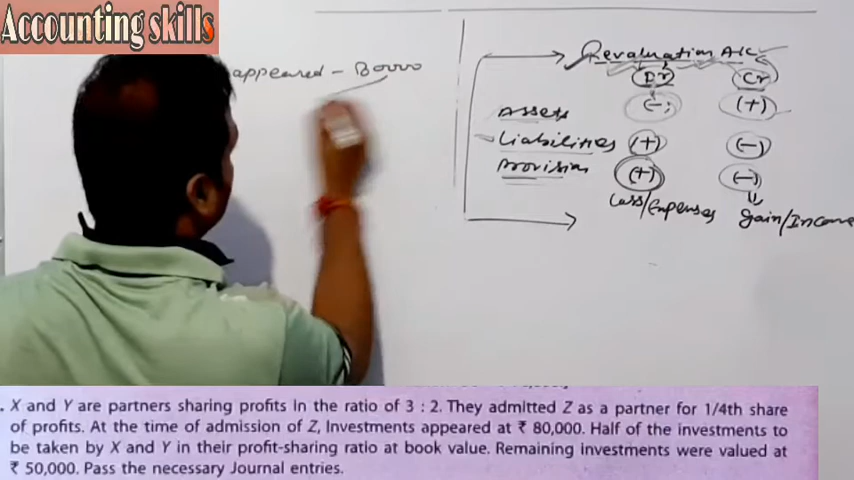 Accounting skills
appeared - 80000
Revaluation A/c
Dr Cr
Assets (-) (+)
Liabilities (+) (-)
Provision (+) (-)
Loss/Expenses Gain/Income
. X and Y are partners sharing profits in the ratio of 3 : 2. They admitted Z as a partner for 1/4th share
of profits. At the time of admission of Z, Investments appeared at ₹ 80,000. Half of the investments to
be taken by X and Y in their profit-sharing ratio at book value. Remaining investments were valued at
₹ 50,000. Pass the necessary Journal entries.